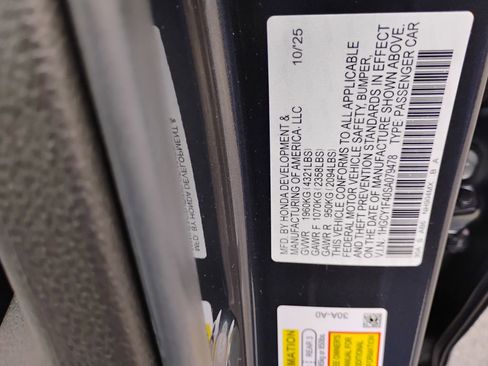 MFD. BY HONDA DEVELOPMENT &
MANUFACTURING OF AMERICA, LLC
10/25
GVWR 1960KG(4321LBS)
GAWR F 1070KG(2358LBS)
GAWR R 950KG(2094LBS)
THIS VEHICLE CONFORMS TO ALL APPLICABLE
FEDERAL MOTOR VEHICLE SAFETY, BUMPER,
AND THEFT PREVENTION STANDARDS IN EFFECT
ON THE DATE OF MANUFACTURE SHOWN ABOVE.
V.I.N: 1HGCY1F40SA079478 TYPE PASSENGER CAR
30A-A0
REAR 3